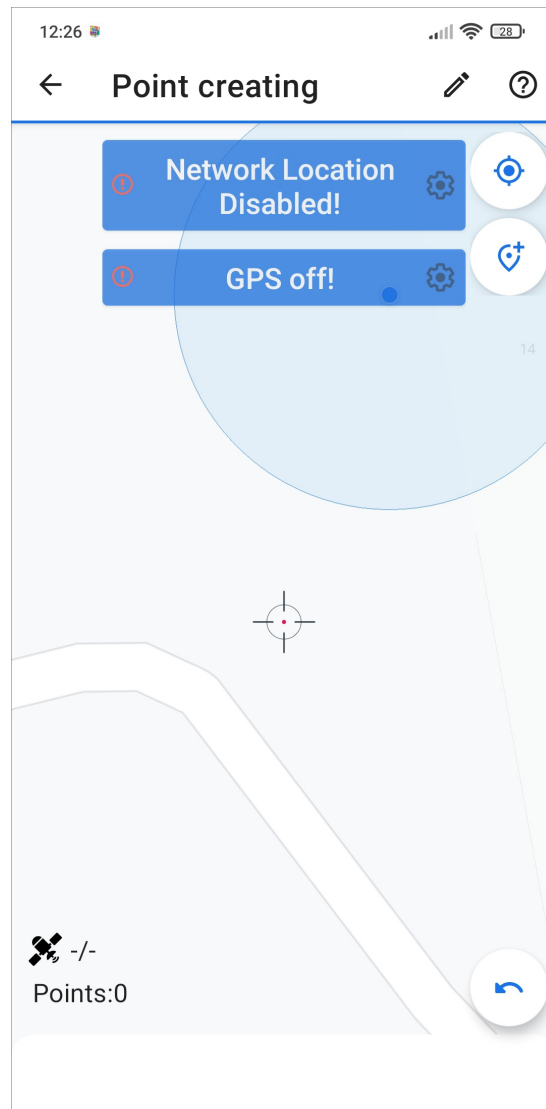 12:26
28
Point creating
Network Location
Disabled!
GPS off!
14
-/-
Points:0